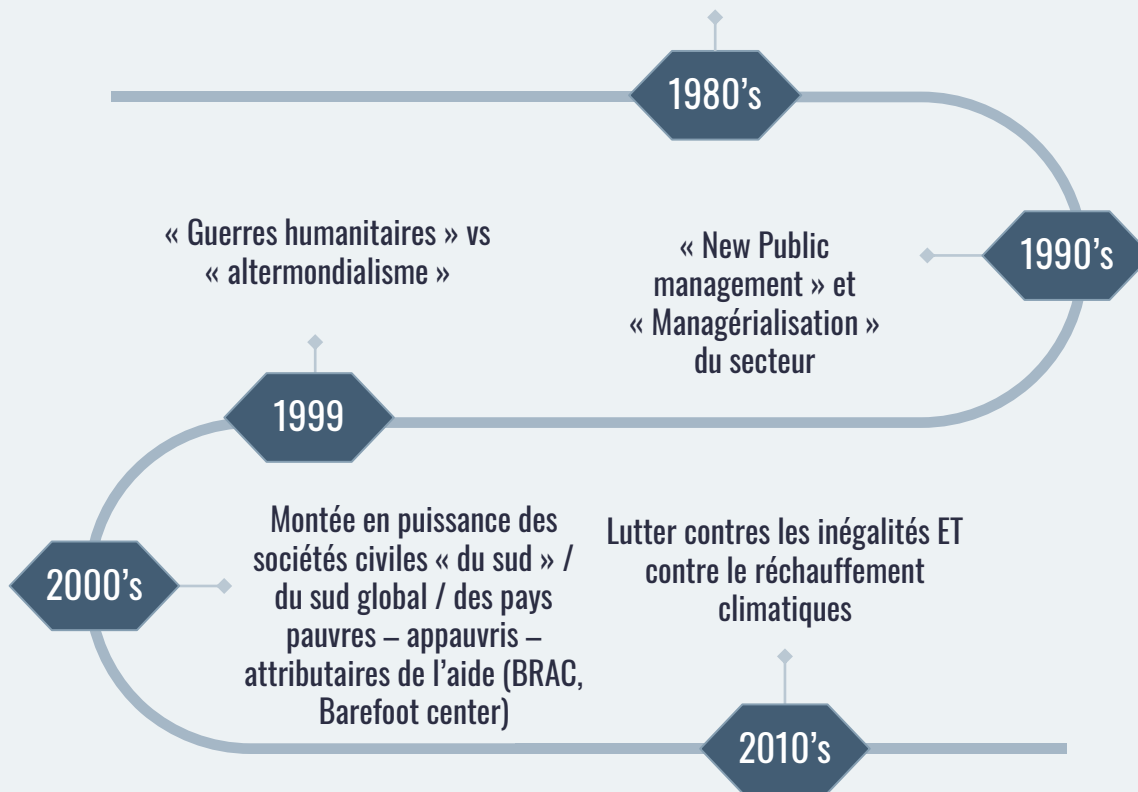 1980’s
1990’s
« New Public
management » et
« Managérialisation »
du secteur
« Guerres humanitaires » vs
« altermondialisme »
1999
2000’s
Montée en puissance des
sociétés civiles « du sud » /
du sud global / des pays
pauvres – appauvris –
attributaires de l’aide (BRAC,
Barefoot center)
Lutter contres les inégalités ET
contre le réchauffement
climatiques
2010’s